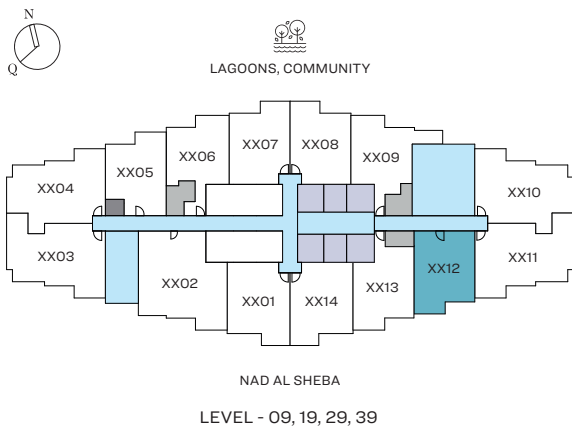 N
Q
LAGOONS, COMMUNITY
XX07
XX08
XX06
XX09
XX05
XX04
XX10
XX03
XX11
XX12
XX02
XX13
XX01
XX14
NAD AL SHEBA
LEVEL - 09, 19, 29, 39